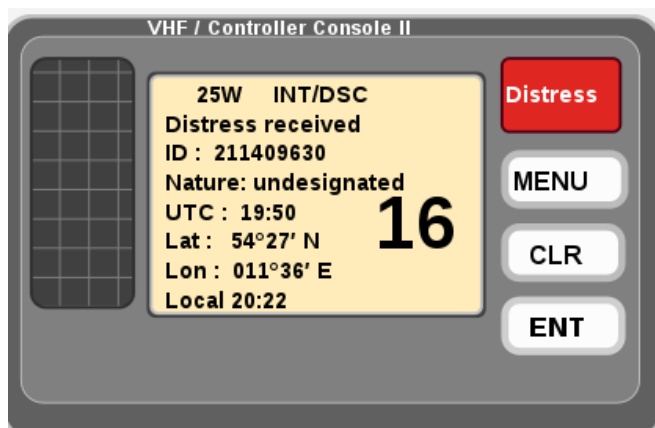 VHF / Controller Console II
25W INT/DSC
Distress received
ID : 211409630
Nature: undesignated
UTC : 19:50
16
Lat : 54°27′ N
Lon : 011°36′ E
Local 20:22
Distress
MENU
CLR
ENT